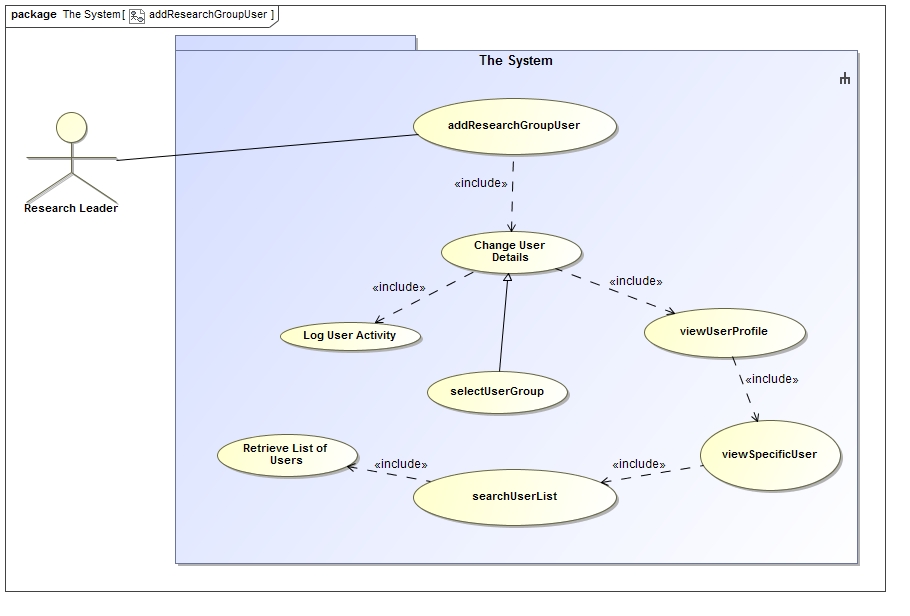 package The System[ addResearchGroupUser ]
The System
addResearchGroupUser
«include»
Research Leader
Change User
Details
«include»
«include»
Log User Activity
viewUserProfile
«include»
selectUserGroup
Retrieve List of
Users
«include»
«include»
viewSpecificUser
searchUserList